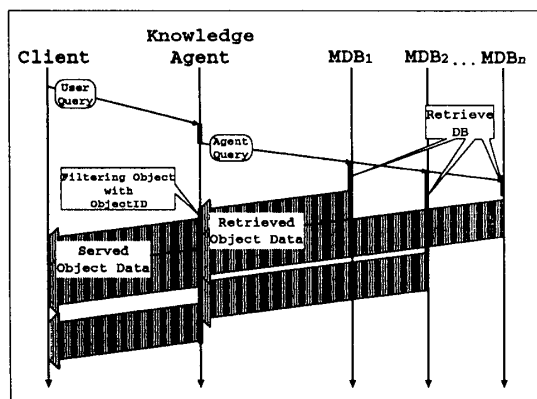 Client
Knowledge
Agent
MDB1
MDB2 ... MDBn
User
Query
Agent
Query
Retrieve
DB
Filtering Object
with
ObjectID
Retrieved
Object Data
Served
Object Data